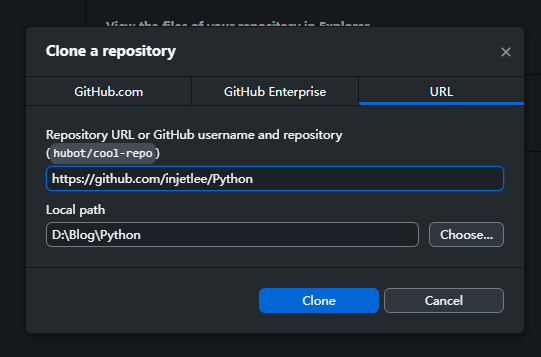 View the files of your repository in Explorer
Clone a repository
GitHub.com
GitHub Enterprise
URL
Repository URL or GitHub username and repository
(hubot/cool-repo)
https://github.com/injetlee/Python
Local path
D:\Blog\Python
Choose...
Clone
Cancel